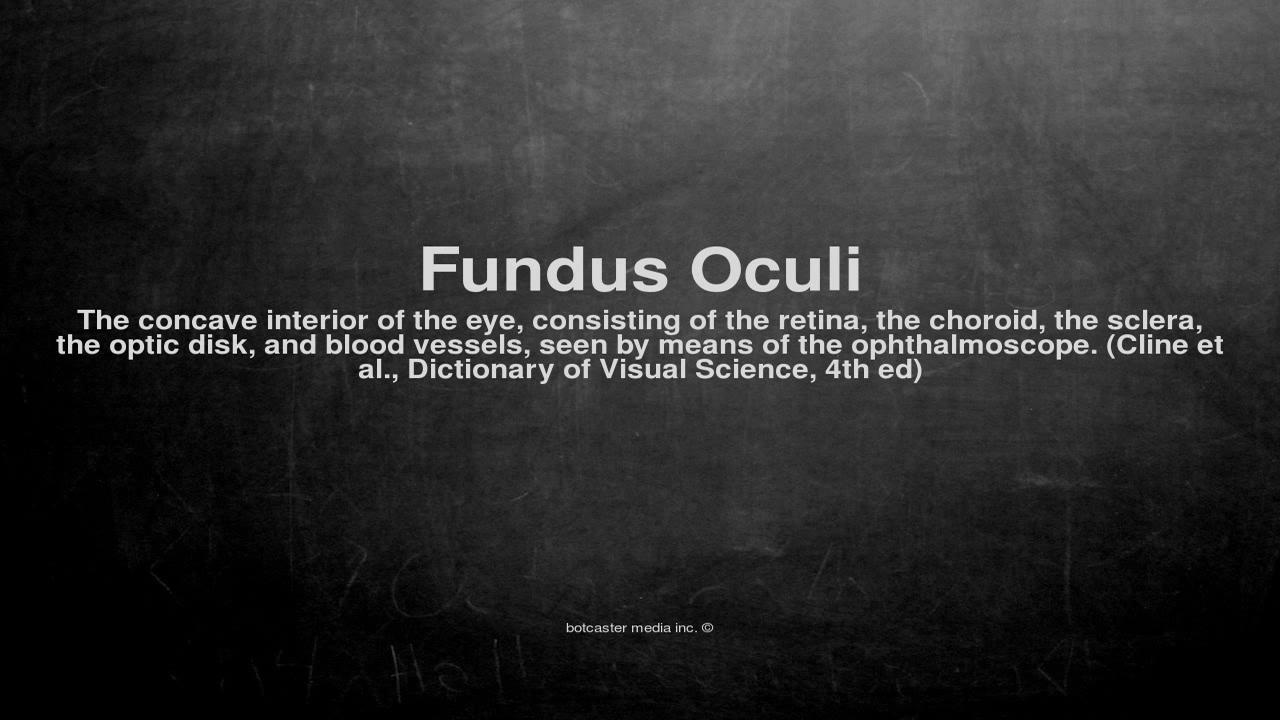 Fundus Oculi
The concave interior of the eye, consisting of the retina, the choroid, the sclera,
the optic disk, and blood vessels, seen by means of the ophthalmoscope. (Cline et
al., Dictionary of Visual Science, 4th ed)
botcaster media inc. ©